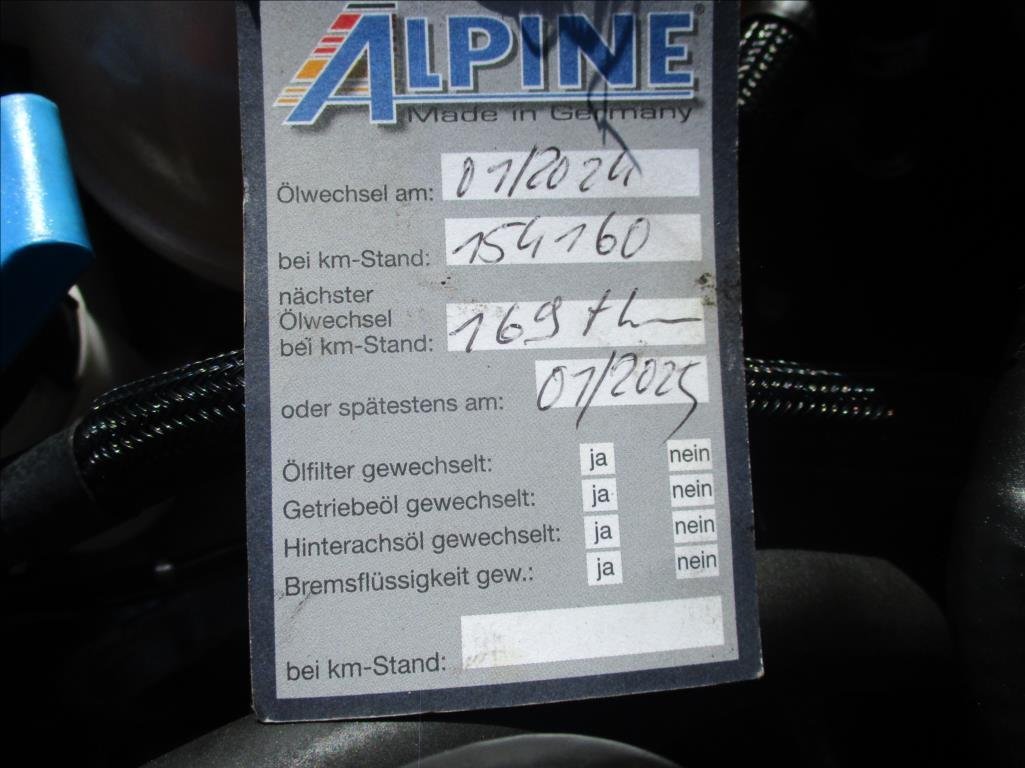 ALPINE®
Made in Germany
Ölwechsel am: 01/2024
bei km-Stand: 154160
nächster
Ölwechsel
bei km-Stand: 169 th
oder spätestens am: 01/2025
Ölfilter gewechselt: ja nein
Getriebeöl gewechselt: ja nein
Hinterachsöl gewechselt: ja nein
Bremsflüssigkeit gew.: ja nein
bei km-Stand: